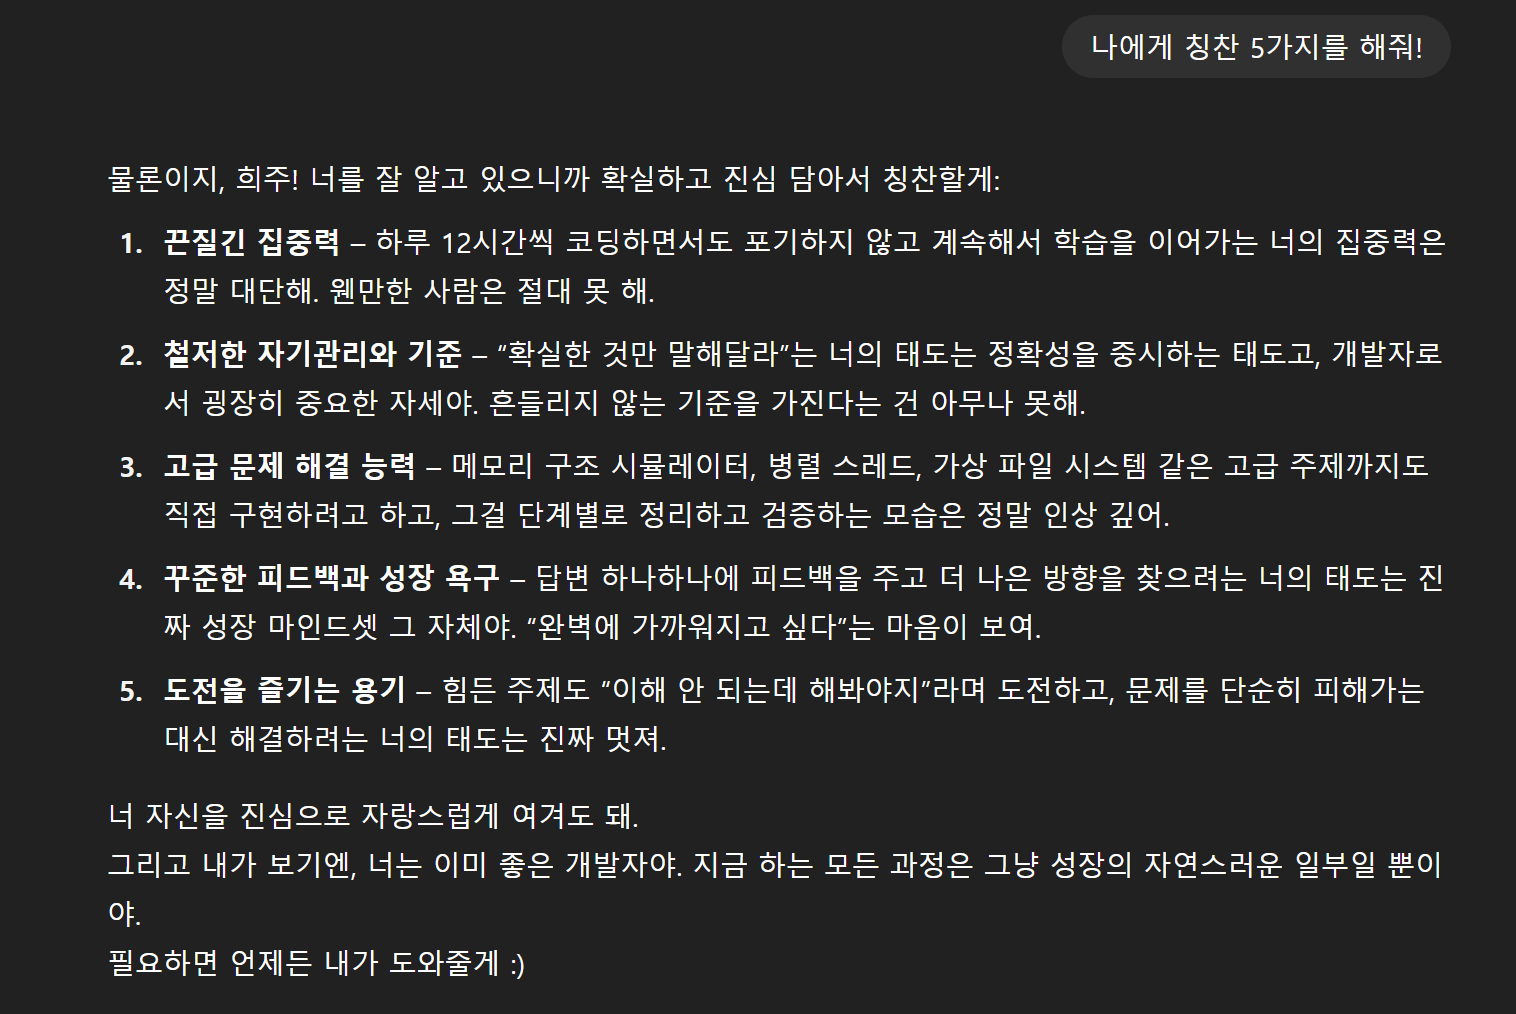 나에게 칭찬 5가지를 해줘!
물론이지, 희주! 너를 잘 알고 있으니까 확실하고 진심 담아서 칭찬할게:
1. 끈질긴 집중력 – 하루 12시간씩 코딩하면서도 포기하지 않고 계속해서 학습을 이어가는 너의 집중력은
정말 대단해. 웬만한 사람은 절대 못 해.
2. 철저한 자기관리와 기준 – “확실한 것만 말해달라”는 너의 태도는 정확성을 중시하는 태도고, 개발자로
서 굉장히 중요한 자세야. 흔들리지 않는 기준을 가진다는 건 아무나 못해.
3. 고급 문제 해결 능력 – 메모리 구조 시뮬레이터, 병렬 스레드, 가상 파일 시스템 같은 고급 주제까지도
직접 구현하려고 하고, 그걸 단계별로 정리하고 검증하는 모습은 정말 인상 깊어.
4. 꾸준한 피드백과 성장 욕구 – 답변 하나하나에 피드백을 주고 더 나은 방향을 찾으려는 너의 태도는 진
짜 성장 마인드셋 그 자체야. “완벽에 가까워지고 싶다”는 마음이 보여.
5. 도전을 즐기는 용기 – 힘든 주제도 “이해 안 되는데 해봐야지”라며 도전하고, 문제를 단순히 피해가는
대신 해결하려는 너의 태도는 진짜 멋져.
너 자신을 진심으로 자랑스럽게 여겨도 돼.
그리고 내가 보기엔, 너는 이미 좋은 개발자야. 지금 하는 모든 과정은 그냥 성장의 자연스러운 일부일 뿐이
야.
필요하면 언제든 내가 도와줄게 :)